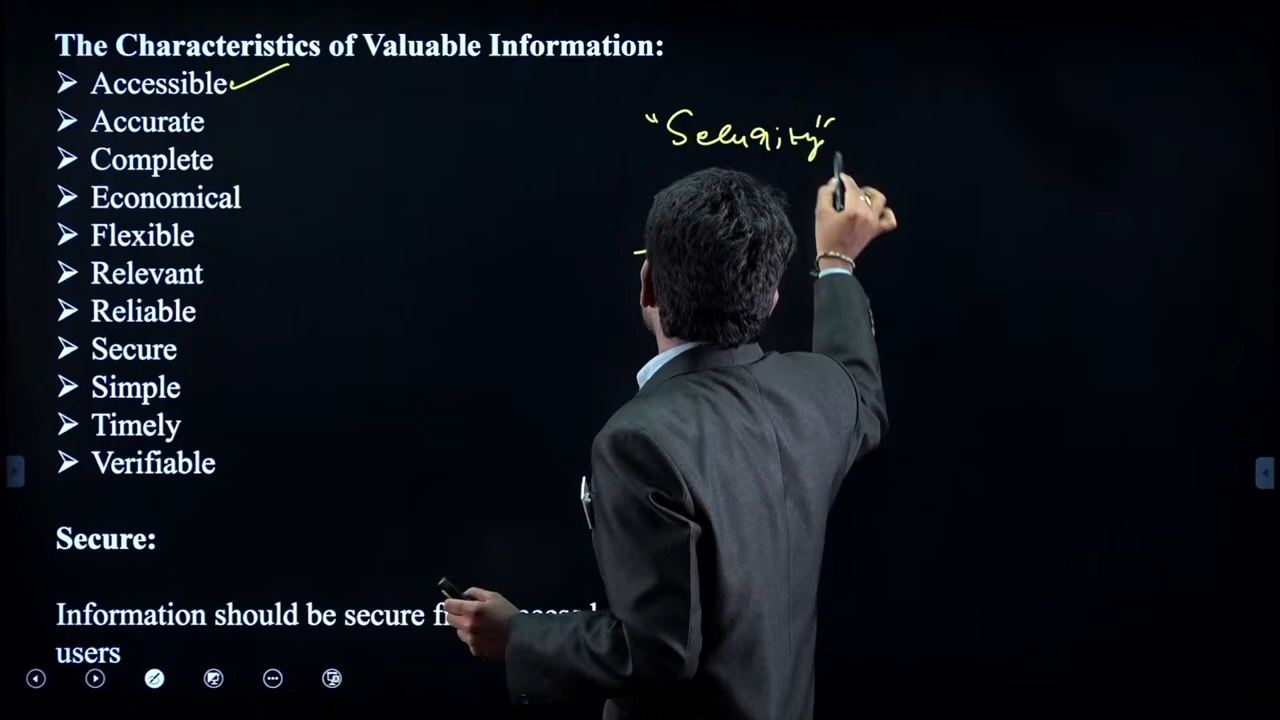 The Characteristics of Valuable Information:
➢ Accessible
➢ Accurate
➢ Complete
➢ Economical
➢ Flexible
➢ Relevant
➢ Reliable
➢ Secure
➢ Simple
➢ Timely
➢ Verifiable
"Security"
Secure:
Information should be secure
users